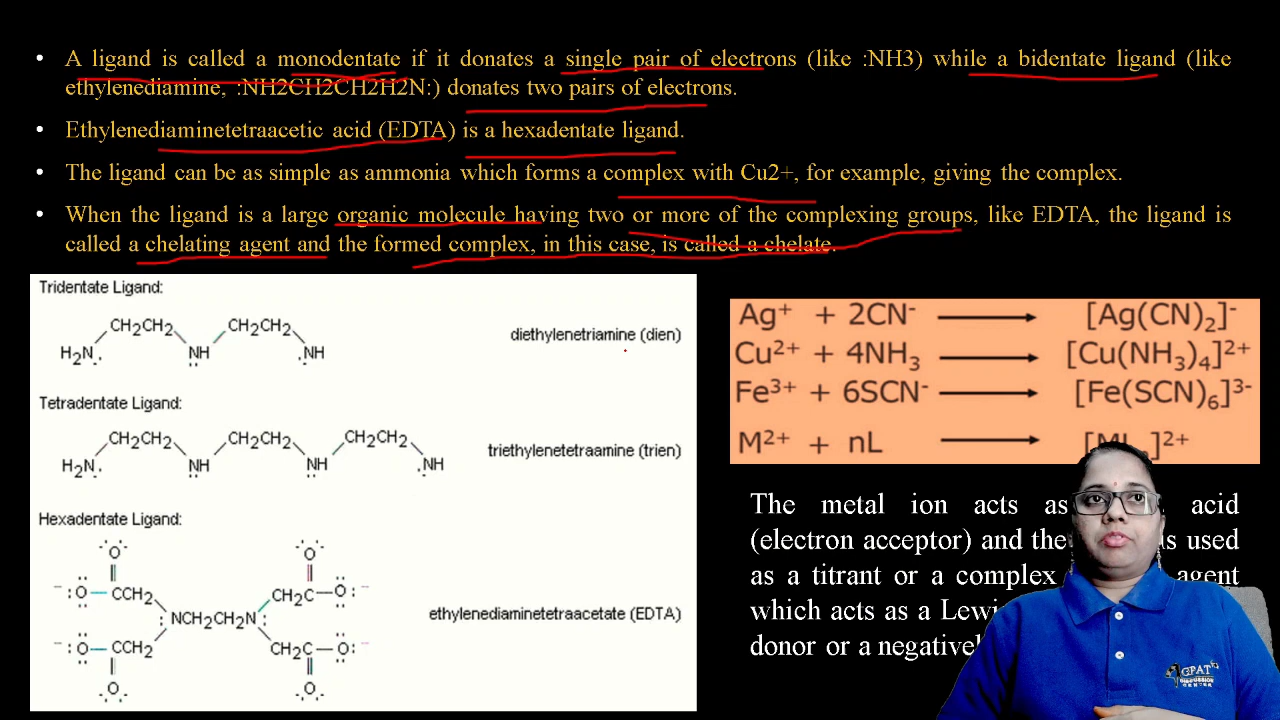 • A ligand is called a monodentate if it donates a single pair of electrons (like :NH3) while a bidentate ligand (like
ethylenediamine, :NH2CH2CH2H2N:) donates two pairs of electrons.
• Ethylenediaminetetraacetic acid (EDTA) is a hexadentate ligand.
• The ligand can be as simple as ammonia which forms a complex with Cu2+, for example, giving the complex.
• When the ligand is a large organic molecule having two or more of the complexing groups, like EDTA, the ligand is
called a chelating agent and the formed complex, in this case, is called a chelate.
Tridentate Ligand:
CH₂CH₂ CH₂CH₂
H₂N NH NH
diethylenetriamine (dien)
Tetradentate Ligand:
CH₂CH₂ CH₂CH₂ CH₂CH₂
H₂N NH NH NH
triethylenetetraamine (trien)
Hexadentate Ligand:
O O
⁻:O—CCH₂ CH₂C—O:⁻
:NCH₂CH₂N:
ethylenediaminetetraacetate (EDTA)
⁻:O—CCH₂ CH₂C—O:⁻
O O
Ag⁺ + 2CN⁻ → [Ag(CN)₂]⁻
Cu²⁺ + 4NH₃ → [Cu(NH₃)₄]²⁺
Fe³⁺ + 6SCN⁻ → [Fe(SCN)₆]³⁻
M²⁺ + nL → ]²⁺
The metal ion acts as acid
(electron acceptor) and the used
as a titrant or a complex agent
which acts as a
donor or a
GPAT
DISCUSSION
CENTER